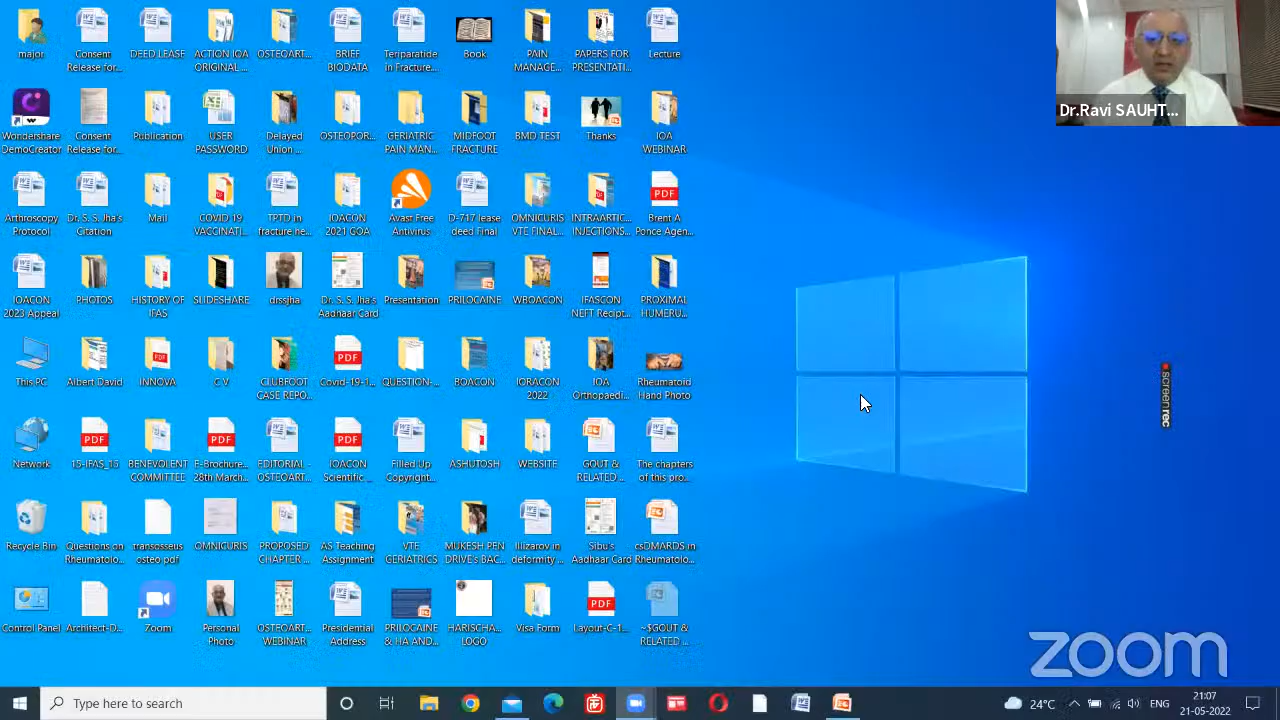 major
Consent
Release for...
DEED LEASE
ACTION IOA
ORIGINAL ...
OSTEOART...
BRIEF
BIODATA
Teriparatide
in Fracture...
Book
PAIN
MANAGE...
PAPERS FOR
PRESENTATI...
Lecture
Dr.Ravi SAUHT...
Wondershare
DemoCreator
Consent
Release for...
Publication
USER
PASSWORD
Delayed
Union ...
OSTEOPOR...
GERIATRIC
PAIN MAN...
MIDFOOT
FRACTURE
BMD TEST
Thanks
IOA
WEBINAR
Arthroscopy
Protocol
Dr. S. S. Jha's
Citation
Mail
COVID 19
VACCINATI...
TPTD in
fracture he...
IOACON
2021 GOA
Avast Free
Antivirus
D-717 lease
deed Final
OMNICURIS
VTE FINAL...
INTRAARTIC...
INJECTIONS...
PDF
Brent A
Ponce Agen...
IOACON
2023 Appeal
PHOTOS
HISTORY OF
IFAS
SLIDESHARE
drssjha
Dr. S. S. Jha's
Aadhaar Card
Presentation
PRILOCAINE
WBOACON
IFASCON
NEFT Recipt...
PROXIMAL
HUMERU...
This PC
Albert David
INNOVA
C V
CLUBFOOT
CASE REPO...
PDF
Covid-19-1...
QUESTION-...
BOACON
IORACON
2022
IOA
Orthopaedi...
Rheumatoid
Hand Photo
screenrec
Network
PDF
15-IFAS_15
BENEVOLENT
COMMITTEE
PDF
E-Brochure...
28th March...
EDITORIAL -
OSTEOART...
PDF
IOACON
Scientific ...
Filled Up
Copyright...
ASHUTOSH
WEBSITE
GOUT &
RELATED ...
The chapters
of this pro...
Recycle Bin
Questions on
Rheumatolo...
transosseus
osteo.pdf
OMNICURIS
PROPOSED
CHAPTER ...
AS Teaching
Assignment
VTE
GERIATRICS
MUKESH PEN
DRIVE'S BAC...
Illizarov in
deformity ...
Sibu's
Aadhaar Card
csDMARDS in
Rheumatolo...
Control Panel
Architect-D...
Zoom
Personal
Photo
OSTEOART...
WEBINAR
Presidential
Address
PRILOCAINE
& HA AND...
HARISCHA...
LOGO
Visa Form
PDF
Layout-C-1...
~$GOUT &
RELATED ...
zoom
Type here to search
24°C
ENG
21:07
21-05-2022